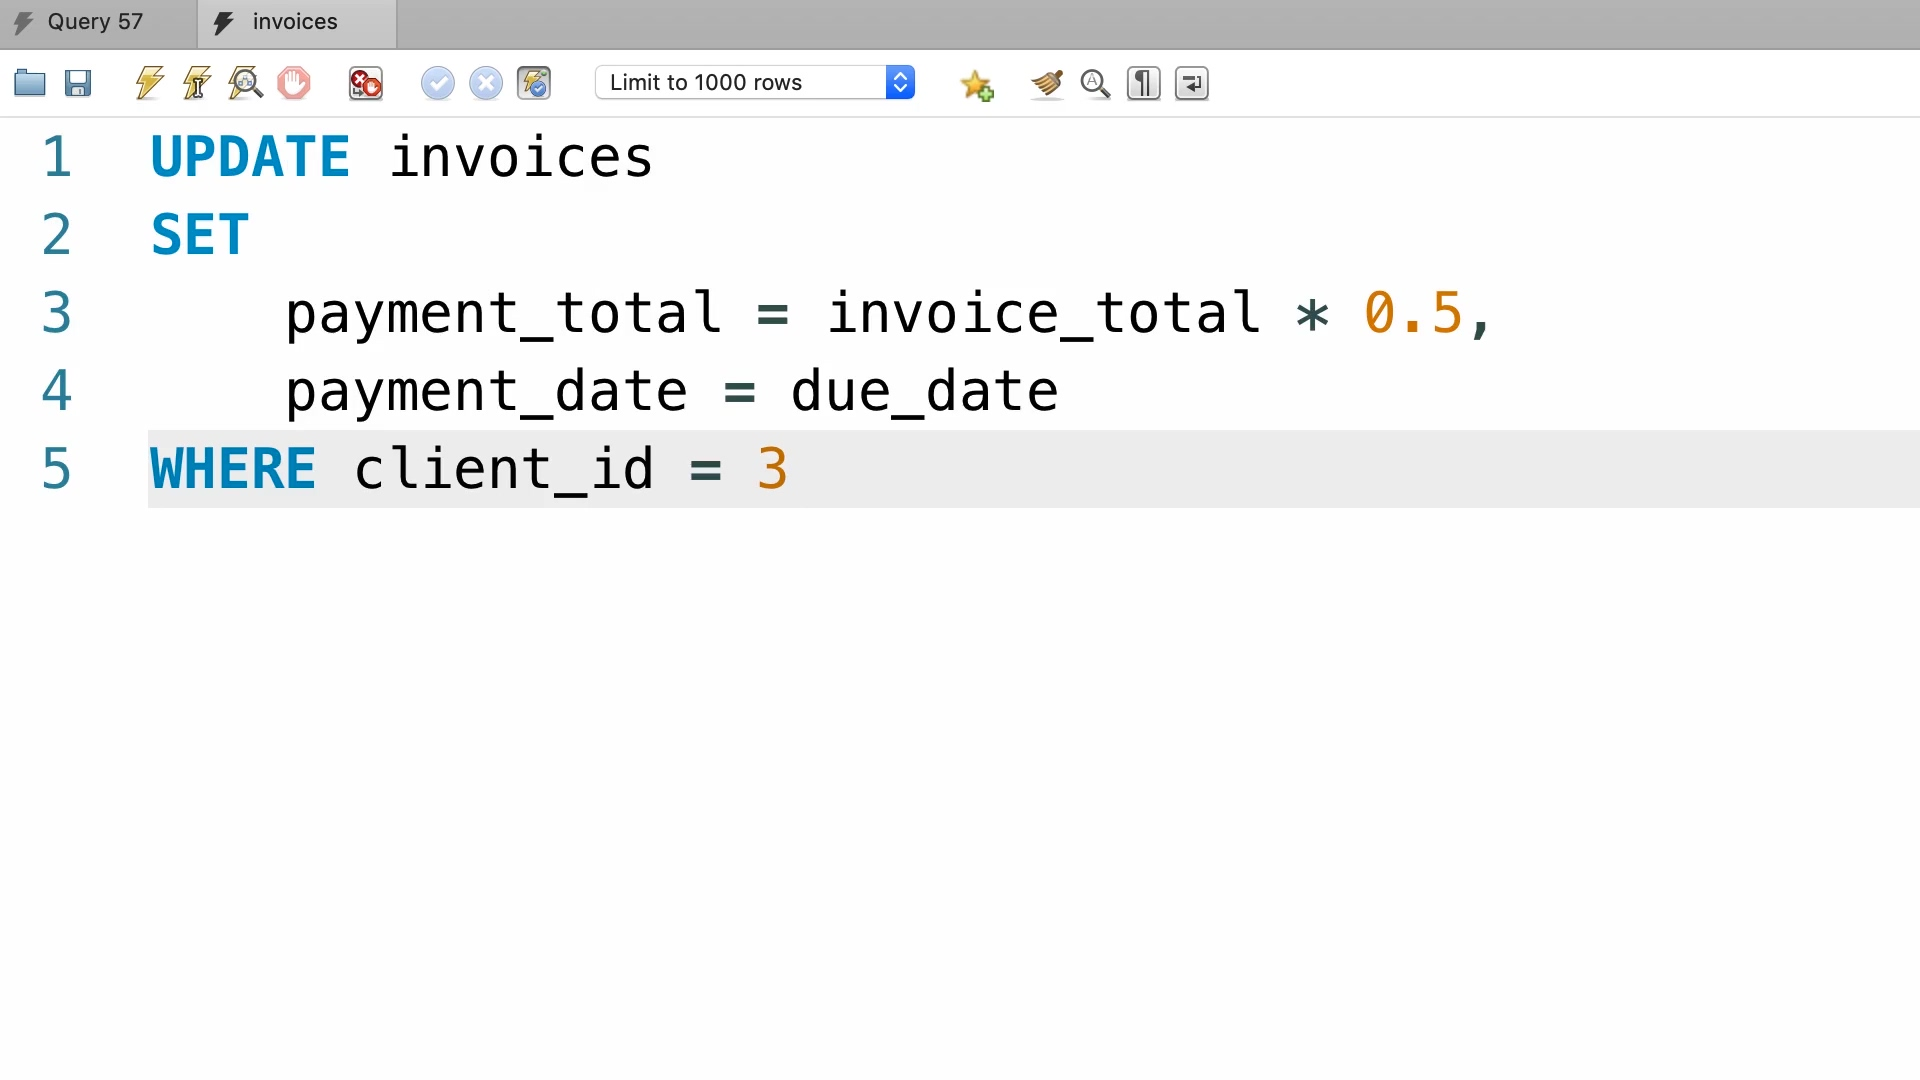 Query 57
invoices
Limit to 1000 rows
1 UPDATE invoices
2 SET
3 payment_total = invoice_total * 0.5,
4 payment_date = due_date
5 WHERE client_id = 3